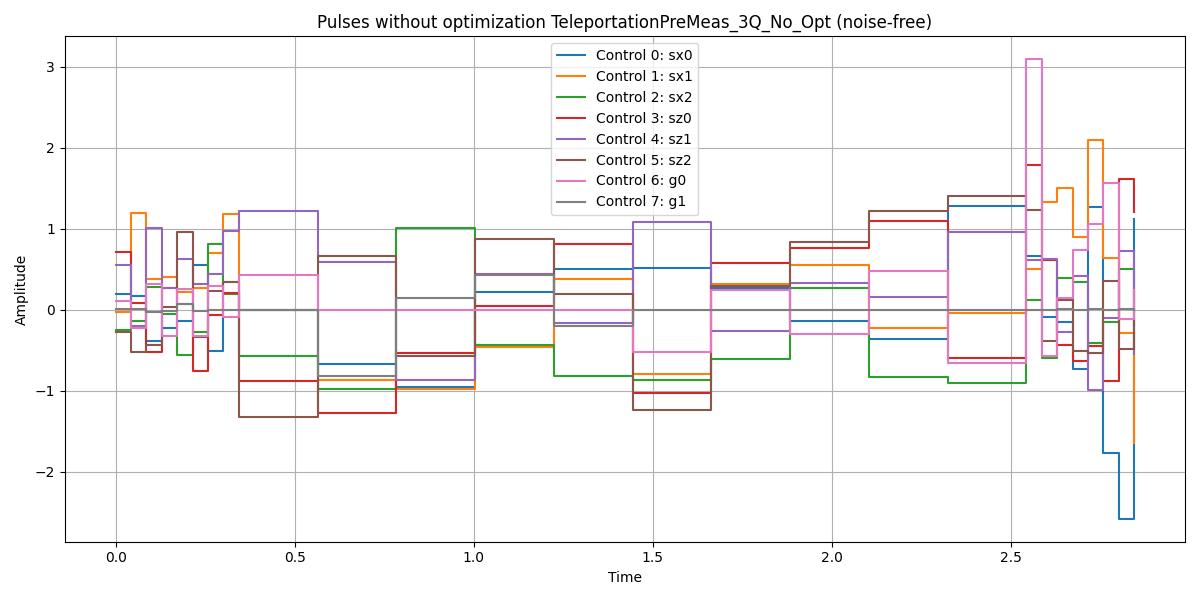 Pulses without optimization TeleportationPreMeas_3Q_No_Opt (noise-free)
Control 0: sx0
Control 1: sx1
Control 2: sx2
Control 3: sz0
Control 4: sz1
Control 5: sz2
Control 6: g0
Control 7: g1
Amplitude
3
2
1
0
−1
−2
0.0 0.5 1.0 1.5 2.0 2.5
Time